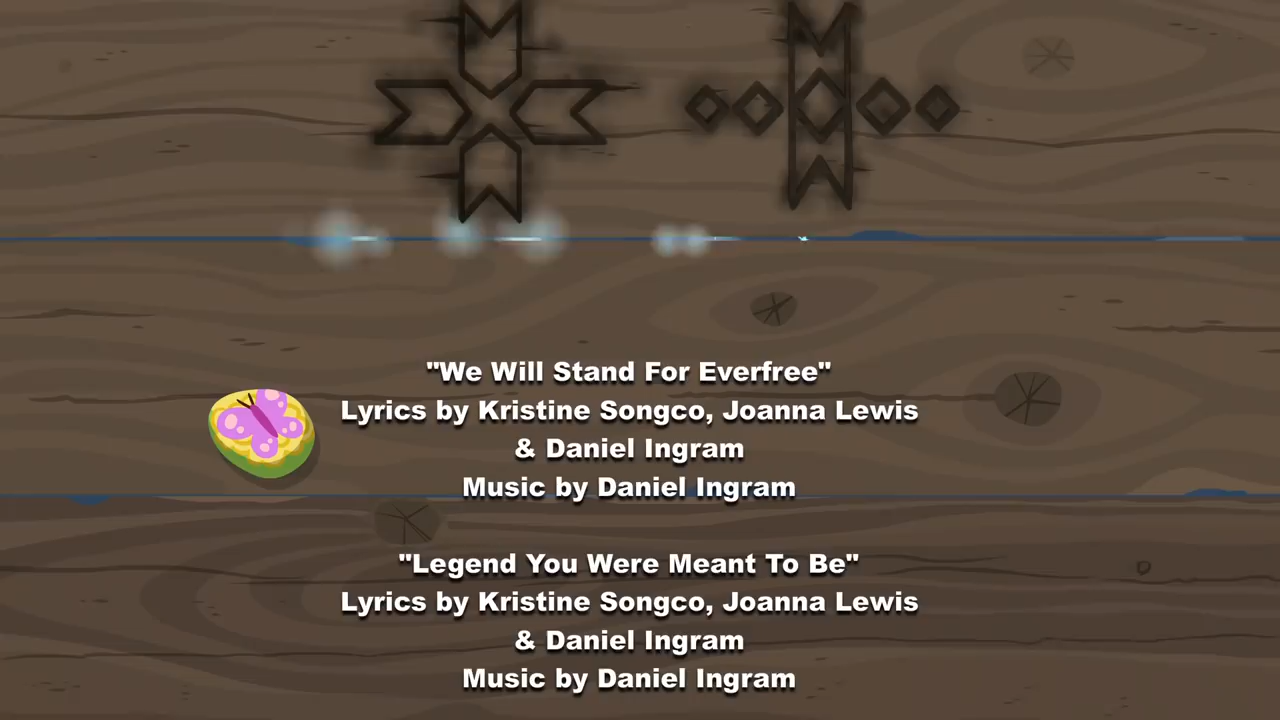 "We Will Stand For Everfree"
Lyrics by Kristine Songco, Joanna Lewis
& Daniel Ingram
Music by Daniel Ingram
"Legend You Were Meant To Be"
Lyrics by Kristine Songco, Joanna Lewis
& Daniel Ingram
Music by Daniel Ingram